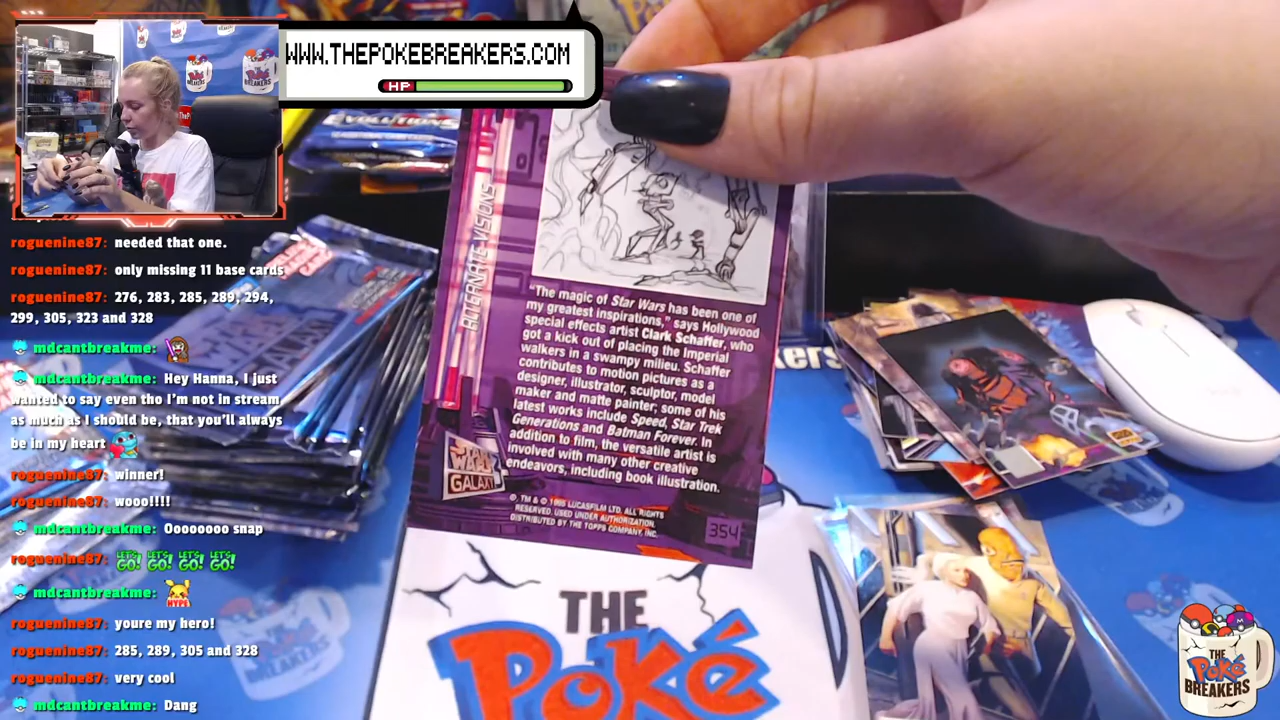 WWW.THEPOKEBREAKERS.COM
HP
EVOLUTIONS
roguenine87: needed that one.
roguenine87: only missing 11 base cards
roguenine87: 276, 283, 285, 289, 294,
299, 305, 323 and 328
mdcantbreakme:
mdcantbreakme: Hey Hanna, I just
wanted to say even tho I'm not in stream
as much as I should be, that you'll always
be in my heart
roguenine87: winner!
roguenine87: wooo!!!!
mdcantbreakme: Ooooooo snap
roguenine87: LET'S GO! LET'S GO! LET'S GO! LET'S GO!
mdcantbreakme: HYPE
roguenine87: youre my hero!
roguenine87: 285, 289, 305 and 328
roguenine87: very cool
mdcantbreakme: Dang
ALTERNATE VISIONS
"The magic of Star Wars has been one of
my greatest inspirations," says Hollywood
special effects artist Clark Schaffer, who
got a kick out of placing the Imperial
walkers in a swampy milieu. Schaffer
contributes to motion pictures as a
designer, illustrator, sculptor, model
maker and matte painter; some of his
latest works include Speed, Star Trek
Generations and Batman Forever. In
addition to film, the versatile artist is
involved with many other creative
endeavors, including book illustration.
STAR
WARS
GALAXY
®, TM & © 1995 LUCASFILM LTD. ALL RIGHTS
RESERVED. USED UNDER AUTHORIZATION.
DISTRIBUTED BY THE TOPPS COMPANY, INC.
354
THE
Poké
THE
Poké
BREAKERS